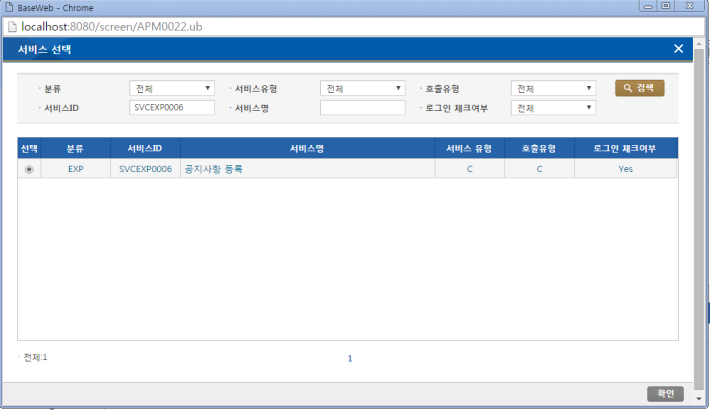 BaseWeb - Chrome
localhost:8080/screen/APM0022.ub
서비스 선택
분류 전체 서비스유형 전체 호출유형 전체 검색
서비스ID SVCEXP0006 서비스명 로그인 체크여부 전체
선택 분류 서비스ID 서비스명 서비스 유형 호출유형 로그인 체크여부
EXP SVCEXP0006 공지사항 등록 C C Yes
전체:1 1
확인